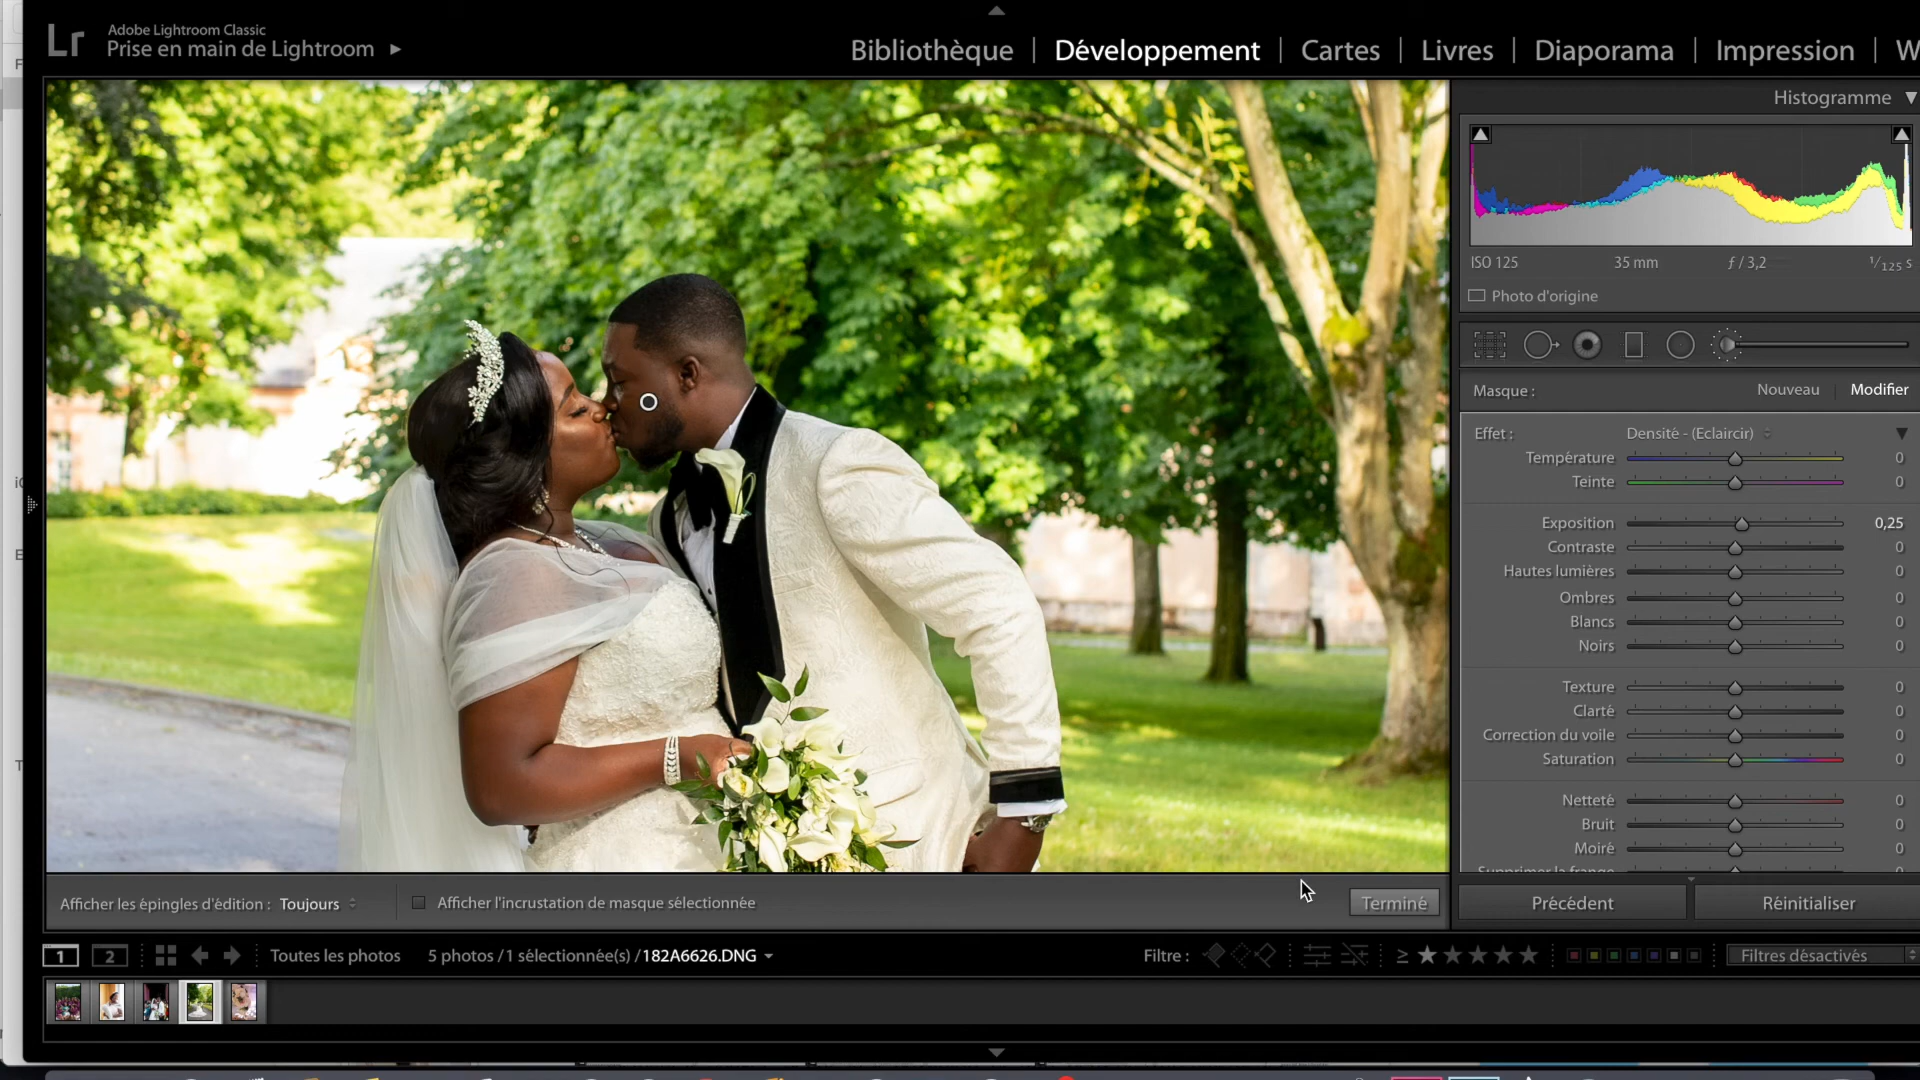 Lr
Adobe Lightroom Classic
Prise en main de Lightroom ▶
Bibliothèque | Développement | Cartes | Livres | Diaporama | Impression | W
Histogramme ▼
ISO 125 35 mm ƒ / 3,2 1/125 s
Photo d'origine
Masque : Nouveau Modifier
Effet : Densité - (Eclaircir)
Température 0
Teinte 0
Exposition 0,25
Contraste 0
Hautes lumières 0
Ombres 0
Blancs 0
Noirs 0
Texture 0
Clarté 0
Correction du voile 0
Saturation 0
Netteté 0
Bruit 0
Moiré 0
Supprimer la frange
Afficher les épingles d'édition : Toujours
Afficher l'incrustation de masque sélectionnée
Terminé
Précédent
Réinitialiser
1 2 Toutes les photos 5 photos /1 sélectionnée(s) /182A6626.DNG Filtre : ≥ ★★★★★ Filtres désactivés